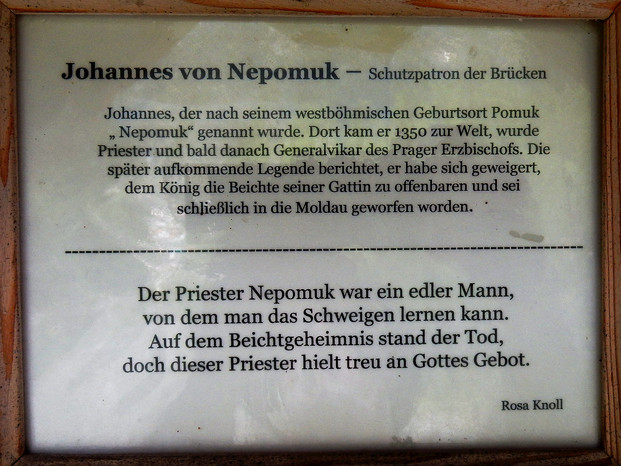 Johannes von Nepomuk – Schutzpatron der Brücken
Johannes, der nach seinem westböhmischen Geburtsort Pomuk
„ Nepomuk“ genannt wurde. Dort kam er 1350 zur Welt, wurde
Priester und bald danach Generalvikar des Prager Erzbischofs. Die
später aufkommende Legende berichtet, er habe sich geweigert,
dem König die Beichte seiner Gattin zu offenbaren und sei
schließlich in die Moldau geworfen worden.
Der Priester Nepomuk war ein edler Mann,
von dem man das Schweigen lernen kann.
Auf dem Beichtgeheimnis stand der Tod,
doch dieser Priester hielt treu an Gottes Gebot.
Rosa Knoll